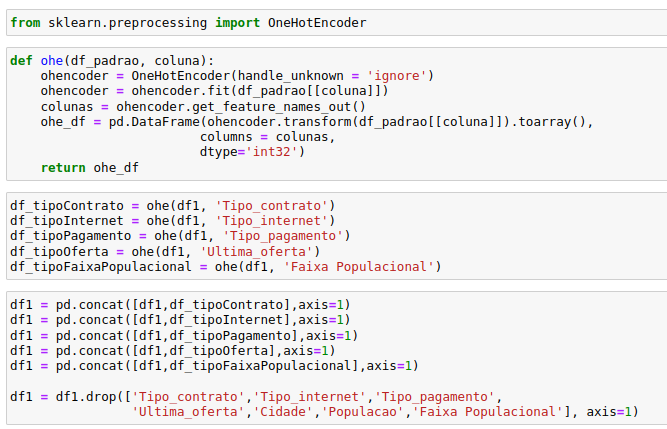 from sklearn.preprocessing import OneHotEncoder
def ohe(df_padrao, coluna):
    ohencoder = OneHotEncoder(handle_unknown = 'ignore')
    ohencoder = ohencoder.fit(df_padrao[[coluna]])
    colunas = ohencoder.get_feature_names_out()
    ohe_df = pd.DataFrame(ohencoder.transform(df_padrao[[coluna]]).toarray(),
                         columns = colunas,
                         dtype='int32')
    return ohe_df
df_tipoContrato = ohe(df1, 'Tipo_contrato')
df_tipoInternet = ohe(df1, 'Tipo_internet')
df_tipoPagamento = ohe(df1, 'Tipo_pagamento')
df_tipoOferta = ohe(df1, 'Ultima_oferta')
df_tipoFaixaPopulacional = ohe(df1, 'Faixa Populacional')
df1 = pd.concat([df1,df_tipoContrato],axis=1)
df1 = pd.concat([df1,df_tipoInternet],axis=1)
df1 = pd.concat([df1,df_tipoPagamento],axis=1)
df1 = pd.concat([df1,df_tipoOferta],axis=1)
df1 = pd.concat([df1,df_tipoFaixaPopulacional],axis=1)
df1 = df1.drop(['Tipo_contrato','Tipo_internet','Tipo_pagamento',
                'Ultima_oferta','Cidade','Populacao','Faixa Populacional'], axis=1)